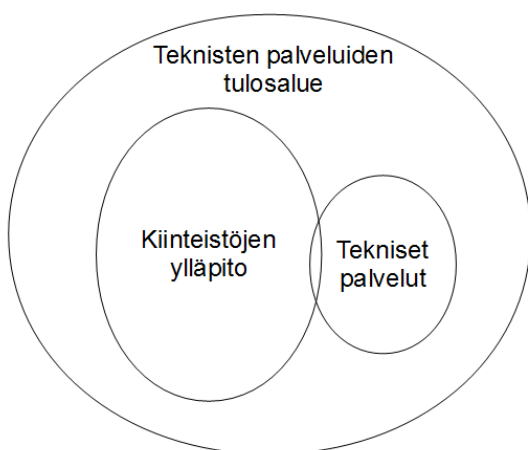 Teknisten palveluiden
tulosalue
Kiinteistöjen
ylläpito
Tekniset
palvelut